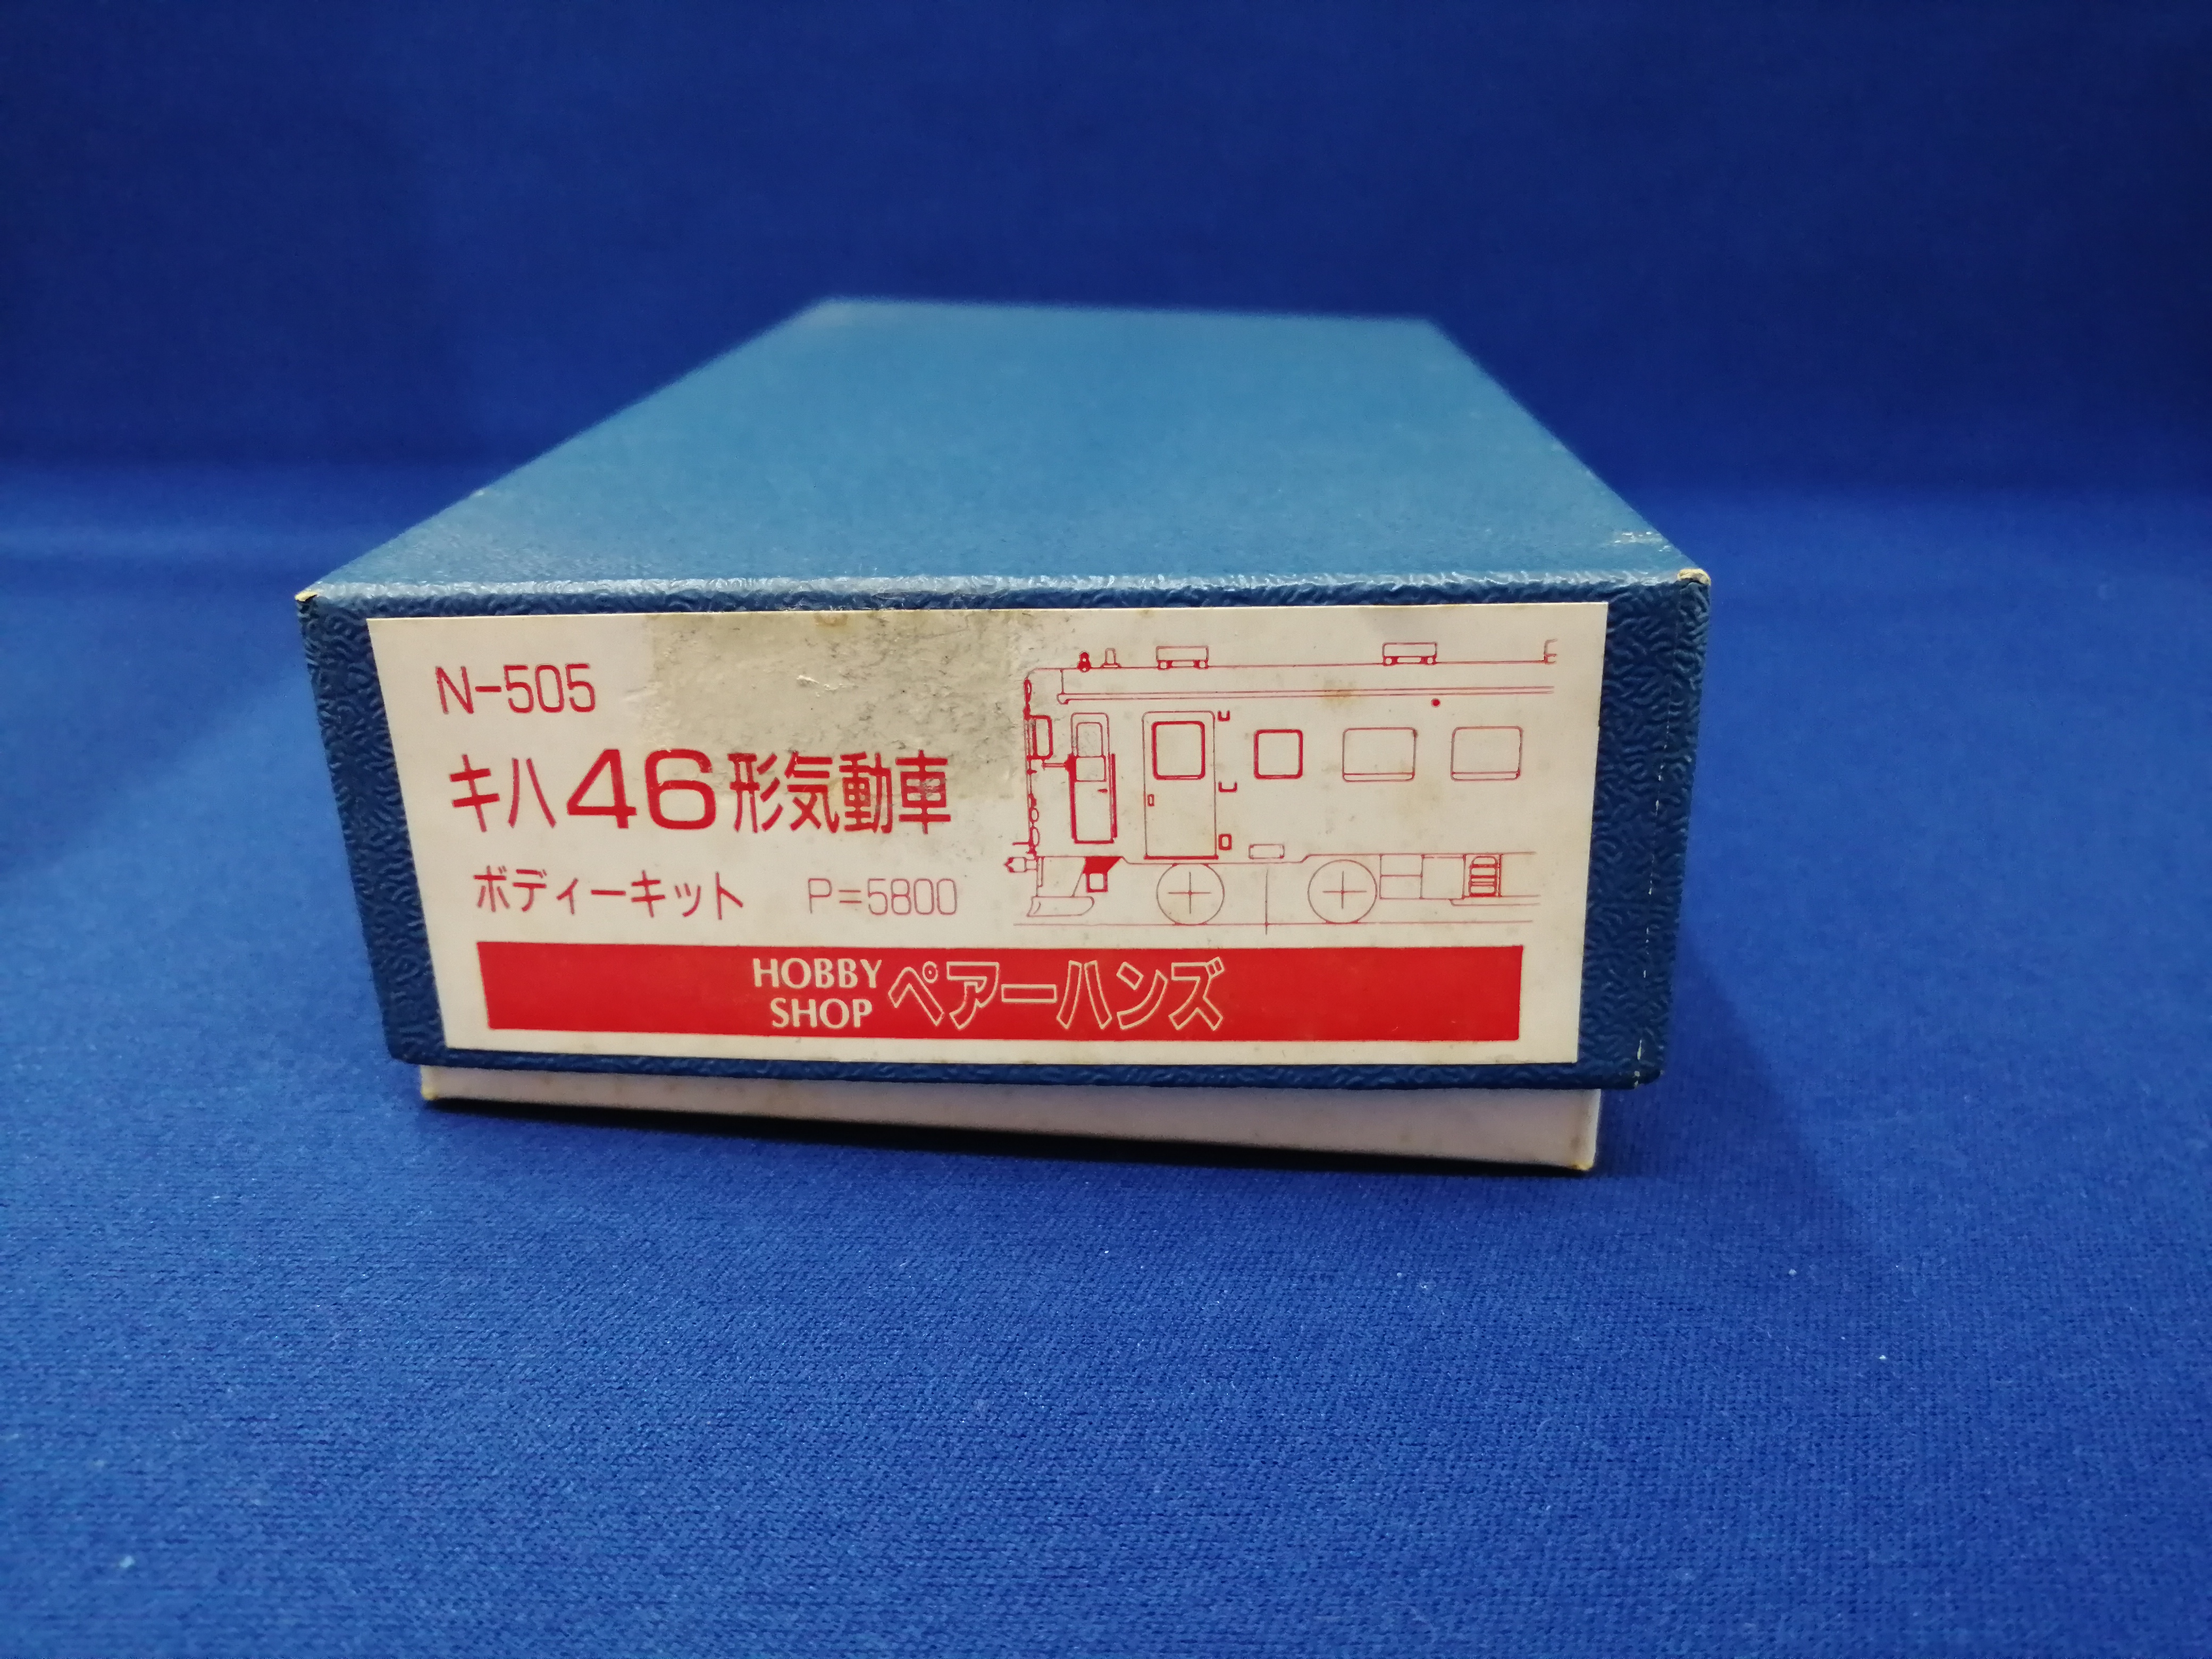 N-505
キハ46形気動車
ボディーキット P=5800
HOBBY SHOP ペアーハンズ